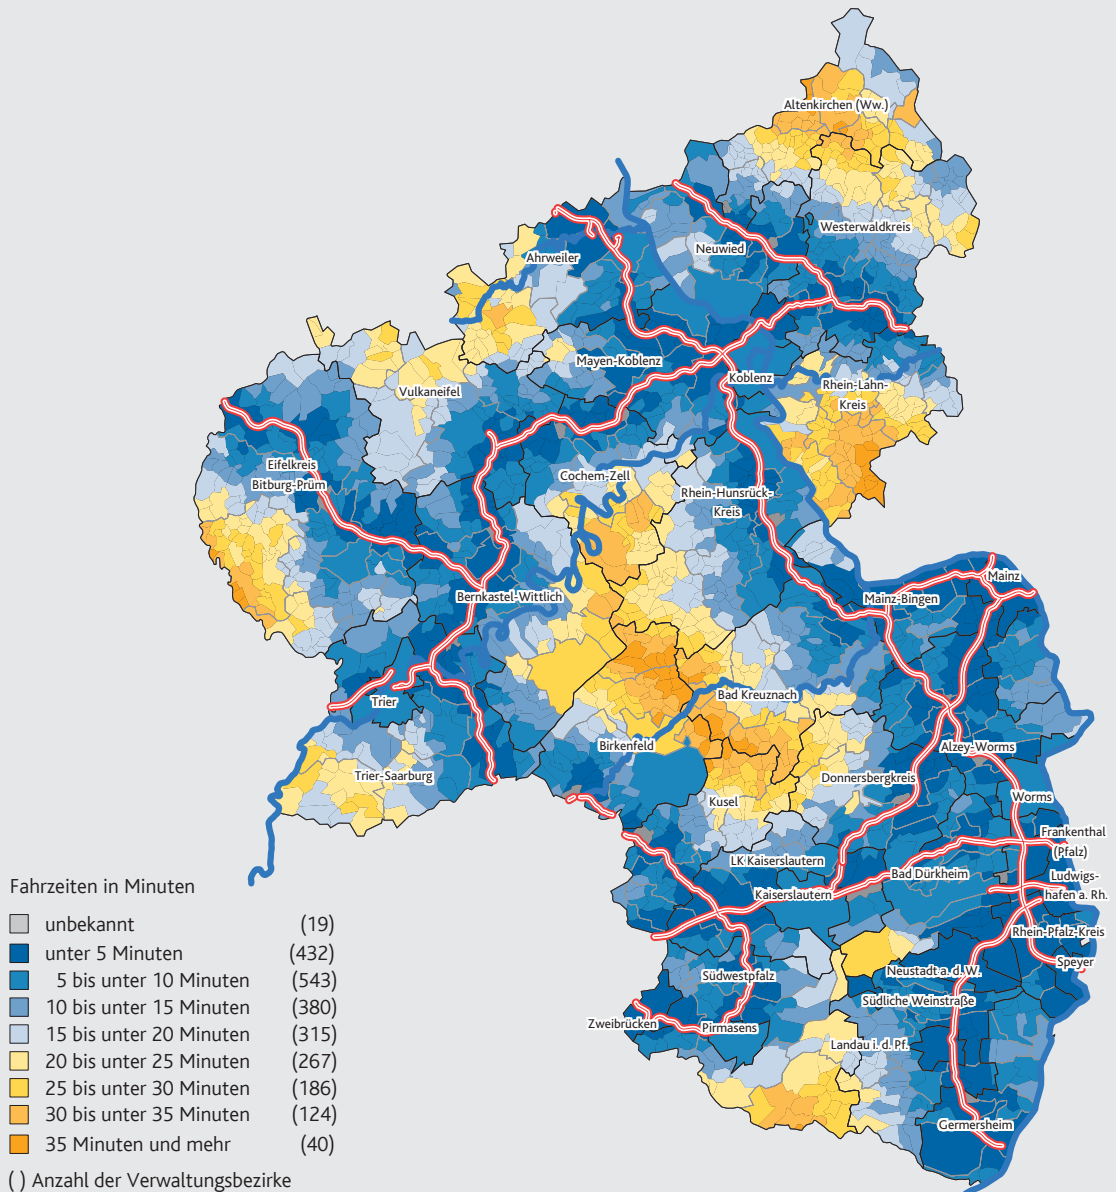 Altenkirchen (Ww.)
Westerwaldkreis
Neuwied
Ahrweiler
Mayen-Koblenz
Koblenz
Rhein-Lahn-
Kreis
Vulkaneifel
Eifelkreis
Bitburg-Prüm
Cochem-Zell
Rhein-Hunsrück-
Kreis
Bernkastel-Wittlich
Mainz
Mainz-Bingen
Trier
Bad Kreuznach
Birkenfeld
Alzey-Worms
Trier-Saarburg
Donnersbergkreis
Kusel
Worms
Frankenthal
(Pfalz)
LK Kaiserslautern
Bad Dürkheim
Ludwigs-
hafen a. Rh.
Kaiserslautern
Rhein-Pfalz-Kreis
Speyer
Neustadt a. d. W.
Südwestpfalz
Südliche Weinstraße
Zweibrücken
Pirmasens
Landau i. d. Pf.
Germersheim
Fahrzeiten in Minuten
unbekannt (19)
unter 5 Minuten (432)
5 bis unter 10 Minuten (543)
10 bis unter 15 Minuten (380)
15 bis unter 20 Minuten (315)
20 bis unter 25 Minuten (267)
25 bis unter 30 Minuten (186)
30 bis unter 35 Minuten (124)
35 Minuten und mehr (40)
( ) Anzahl der Verwaltungsbezirke